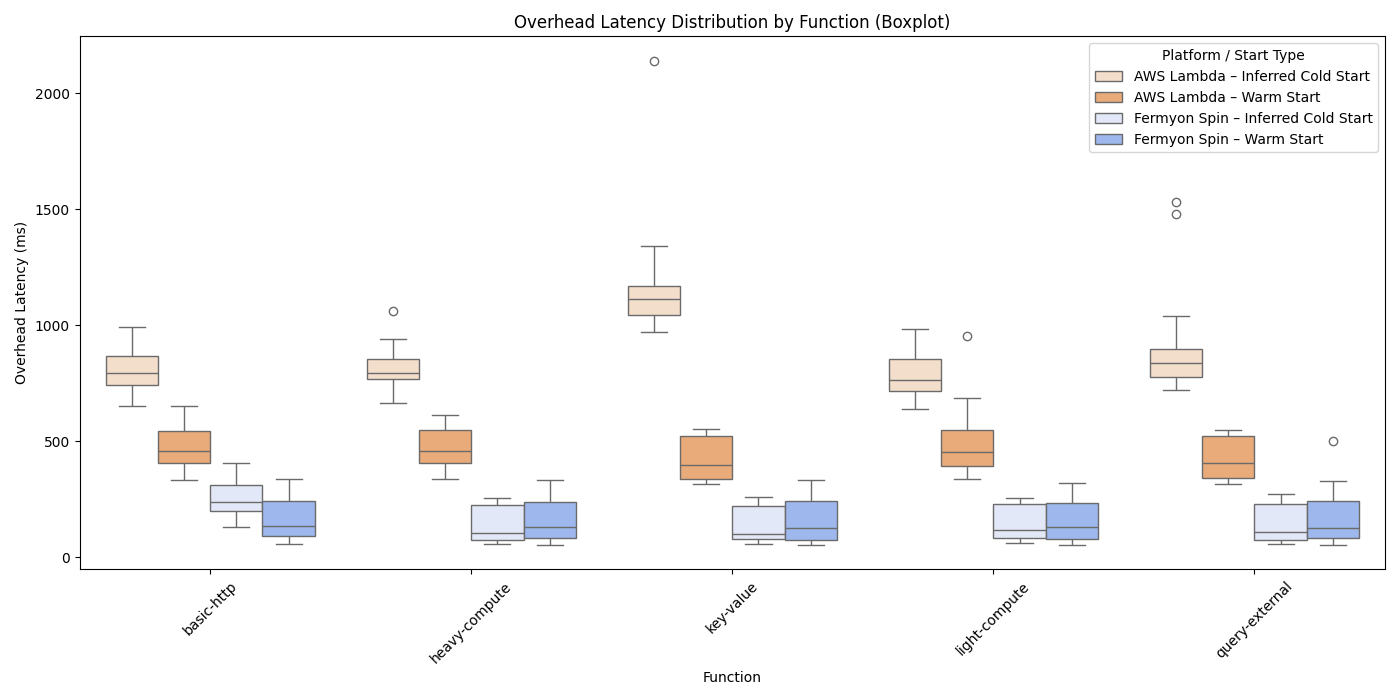 Overhead Latency Distribution by Function (Boxplot)
Platform / Start Type
AWS Lambda – Inferred Cold Start
AWS Lambda – Warm Start
Fermyon Spin – Inferred Cold Start
Fermyon Spin – Warm Start
Overhead Latency (ms)
2000
1500
1000
500
0
basic-http
heavy-compute
key-value
light-compute
query-external
Function